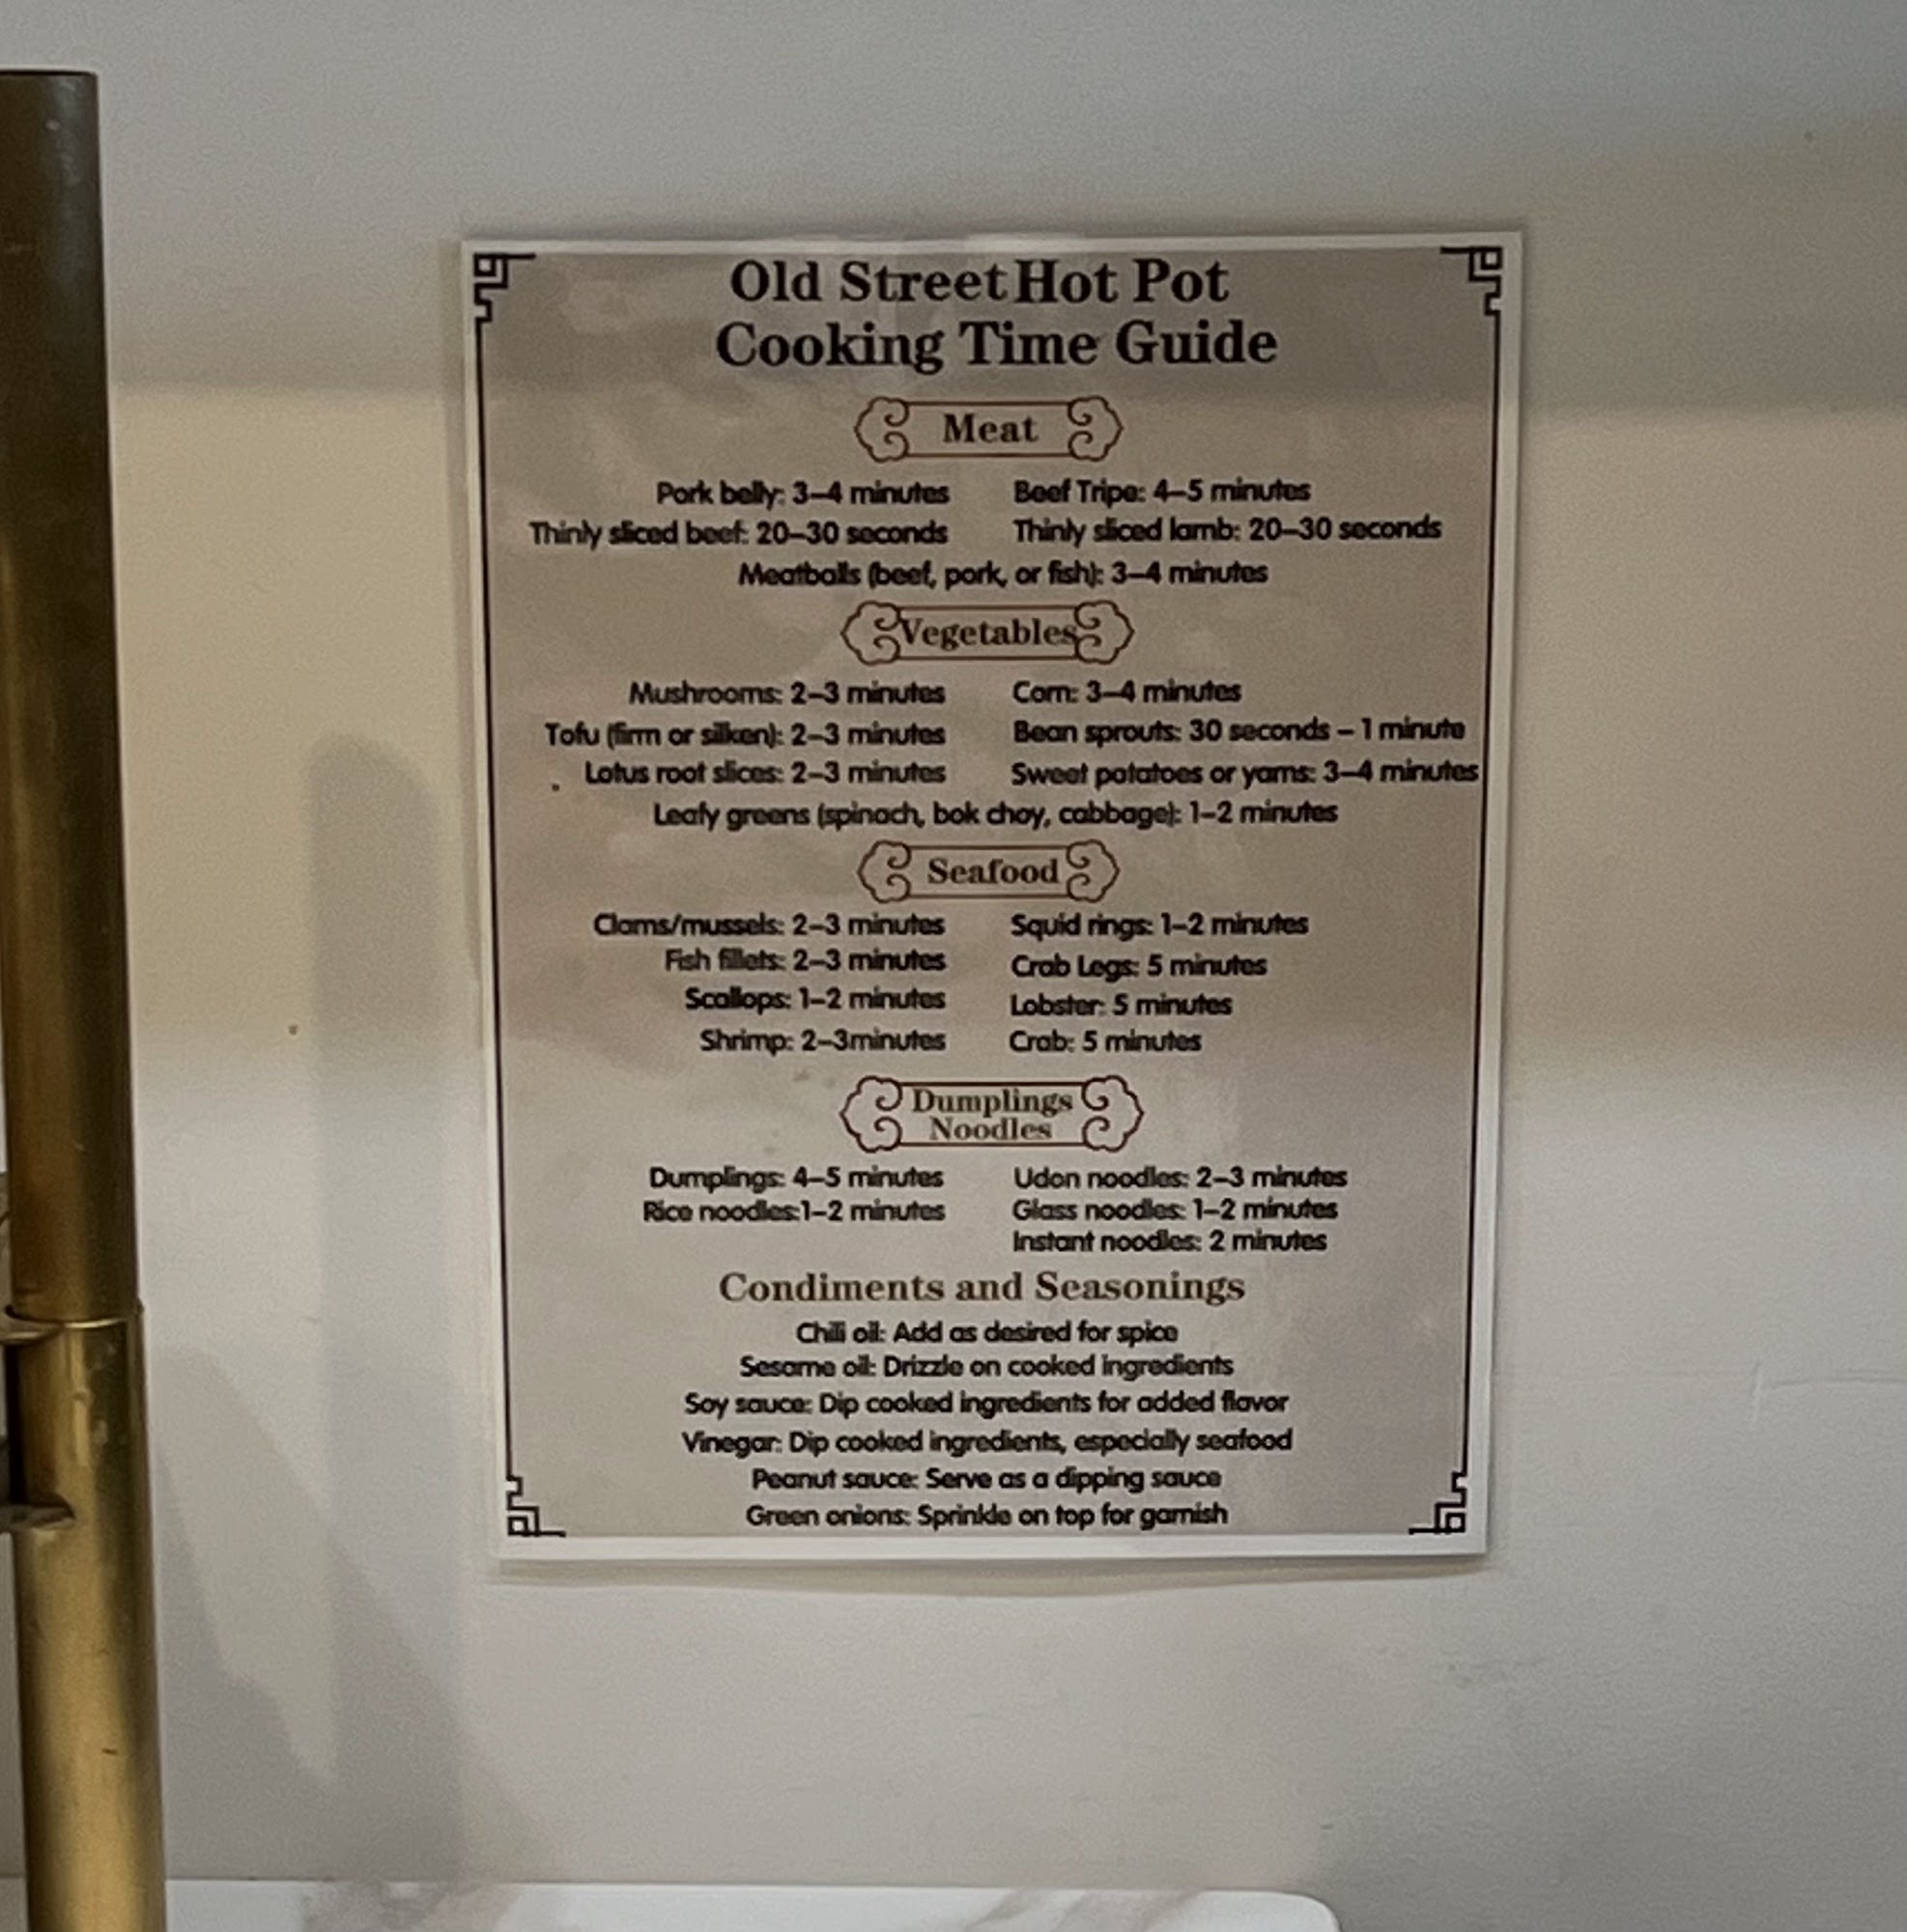 Old Street Hot Pot
Cooking Time Guide
Meat
Pork belly: 3–4 minutes Beef Tripe: 4–5 minutes
Thinly sliced beef: 20–30 seconds Thinly sliced lamb: 20–30 seconds
Meatballs (beef, pork, or fish): 3–4 minutes
Vegetables
Mushrooms: 2–3 minutes Corn: 3–4 minutes
Tofu (firm or silken): 2–3 minutes Bean sprouts: 30 seconds – 1 minute
Lotus root slices: 2–3 minutes Sweet potatoes or yams: 3–4 minutes
Leafy greens (spinach, bok choy, cabbage): 1–2 minutes
Seafood
Clams/mussels: 2–3 minutes Squid rings: 1–2 minutes
Fish fillets: 2–3 minutes Crab Legs: 5 minutes
Scallops: 1–2 minutes Lobster: 5 minutes
Shrimp: 2–3minutes Crab: 5 minutes
Dumplings
Noodles
Dumplings: 4–5 minutes Udon noodles: 2–3 minutes
Rice noodles:1–2 minutes Glass noodles: 1–2 minutes
Instant noodles: 2 minutes
Condiments and Seasonings
Chili oil: Add as desired for spice
Sesame oil: Drizzle on cooked ingredients
Soy sauce: Dip cooked ingredients for added flavor
Vinegar: Dip cooked ingredients, especially seafood
Peanut sauce: Serve as a dipping sauce
Green onions: Sprinkle on top for garnish